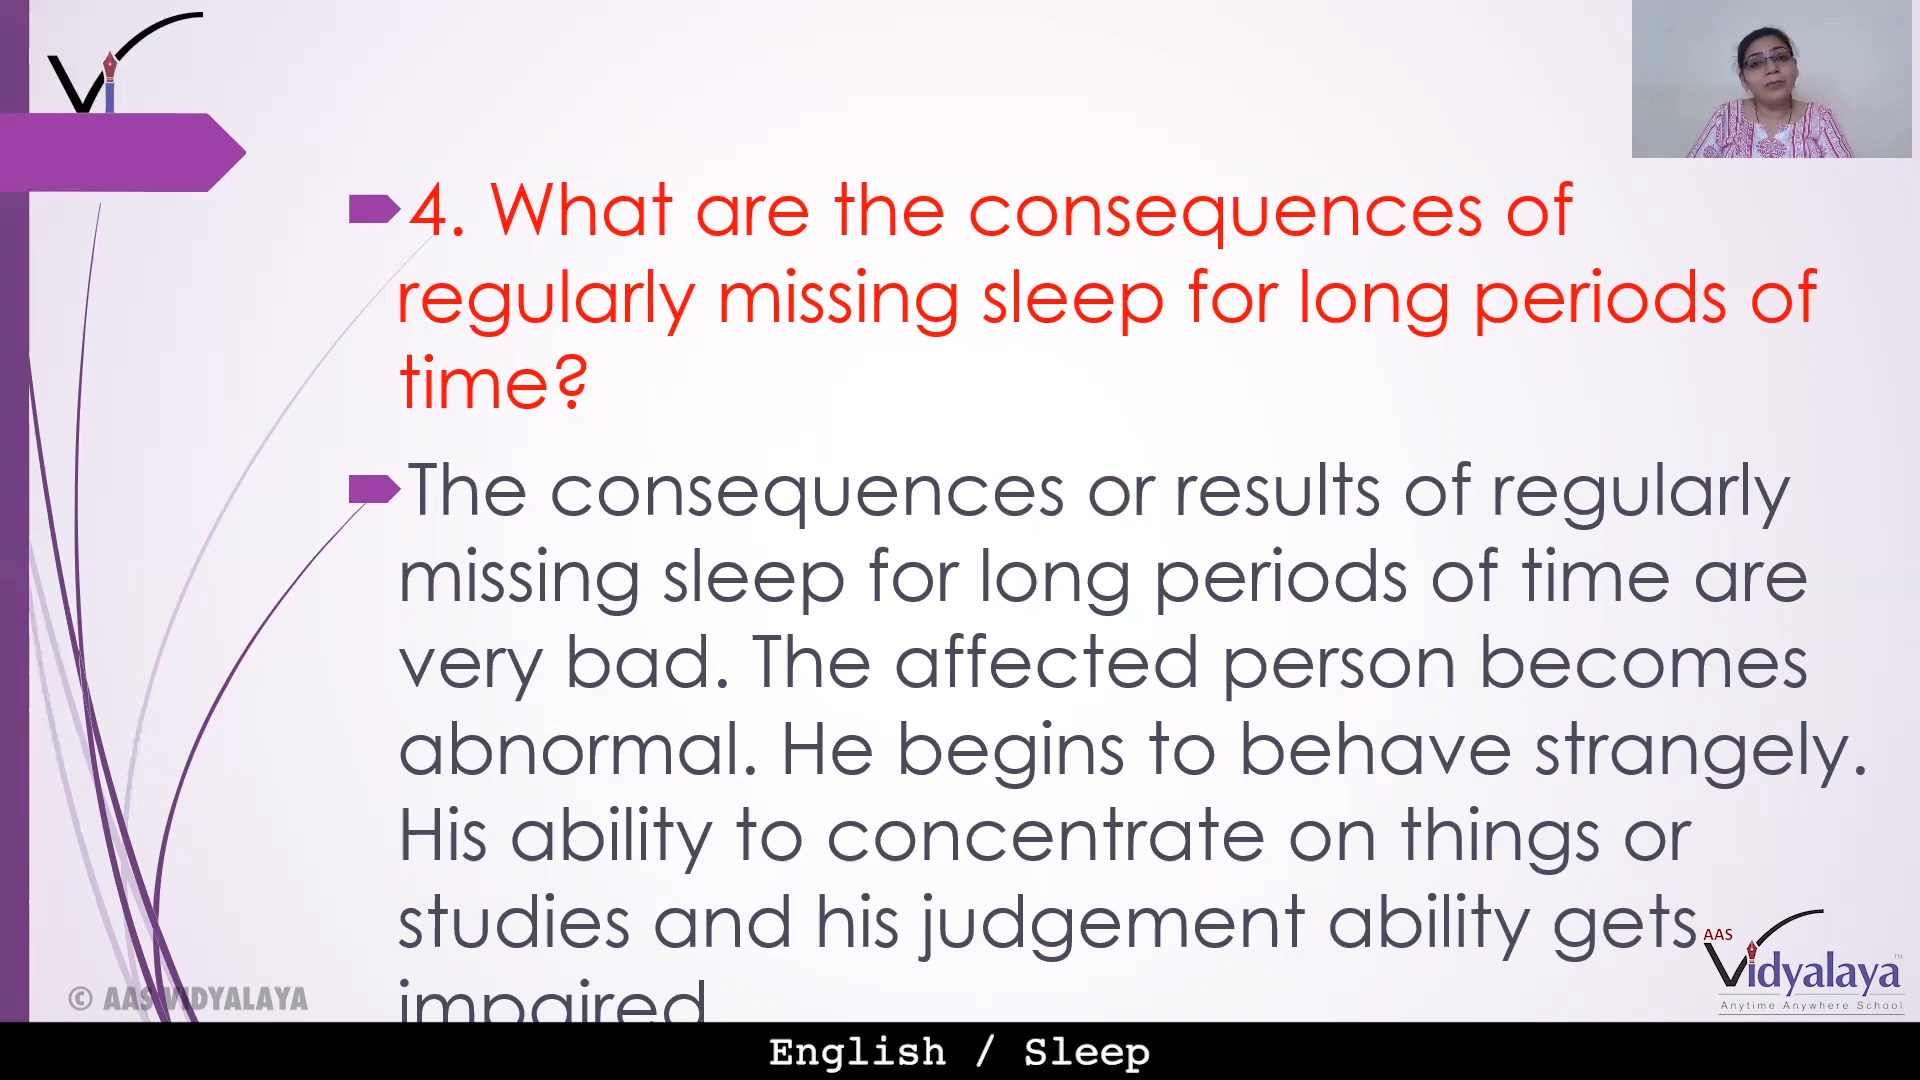 4. What are the consequences of
regularly missing sleep for long periods of
time?
The consequences or results of regularly
missing sleep for long periods of time are
very bad. The affected person becomes
abnormal. He begins to behave strangely.
His ability to concentrate on things or
studies and his judgement ability gets
impaired
AAS
Vidyalaya
TM
Anytime Anywhere School
© AAS VIDYALAYA
English / Sleep